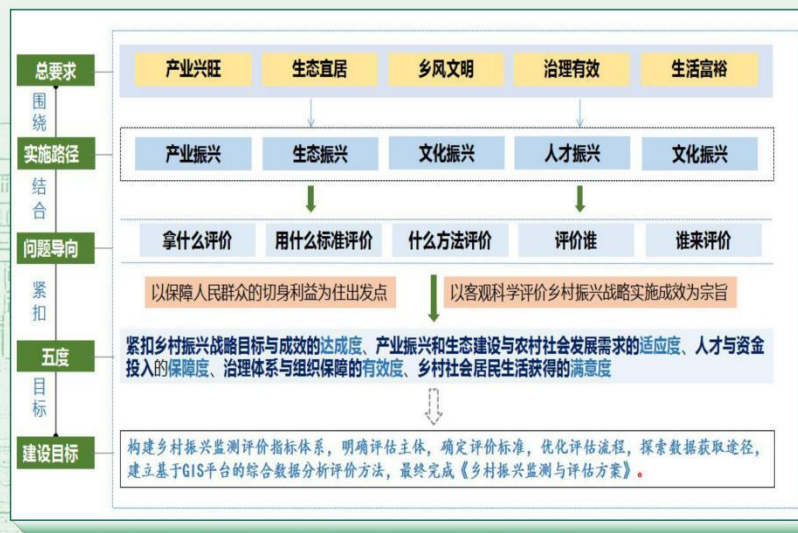 总要求
产业兴旺 生态宜居 乡风文明 治理有效 生活富裕
围绕
实施路径
产业振兴 生态振兴 文化振兴 人才振兴 文化振兴
结合
问题导向
拿什么评价 用什么标准评价 什么方法评价 评价谁 谁来评价
紧扣
以保障人民群众的切身利益为住出发点 以客观科学评价乡村振兴战略实施成效为宗旨
五度
紧扣乡村振兴战略目标与成效的达成度、产业振兴和生态建设与农村社会发展需求的适应度、人才与资金
投入的保障度、治理体系与组织保障的有效度、乡村社会居民生活获得的满意度
目标
建设目标
构建乡村振兴监测评价指标体系，明确评估主体，确定评价标准，优化评估流程，探索数据获取途径，
建立基于GIS平台的综合数据分析评价方法，最终完成《乡村振兴监测与评估方案》。